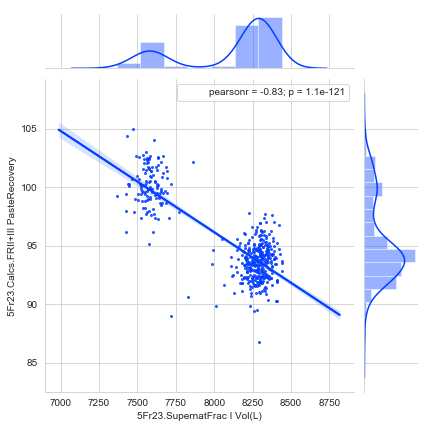 pearsonr = -0.83; p = 1.1e-121
105
100
95
90
85
5Fr23.Calcs.FRII+III PasteRecovery
7000 7250 7500 7750 8000 8250 8500 8750
5Fr23.SupernatFrac I Vol(L)